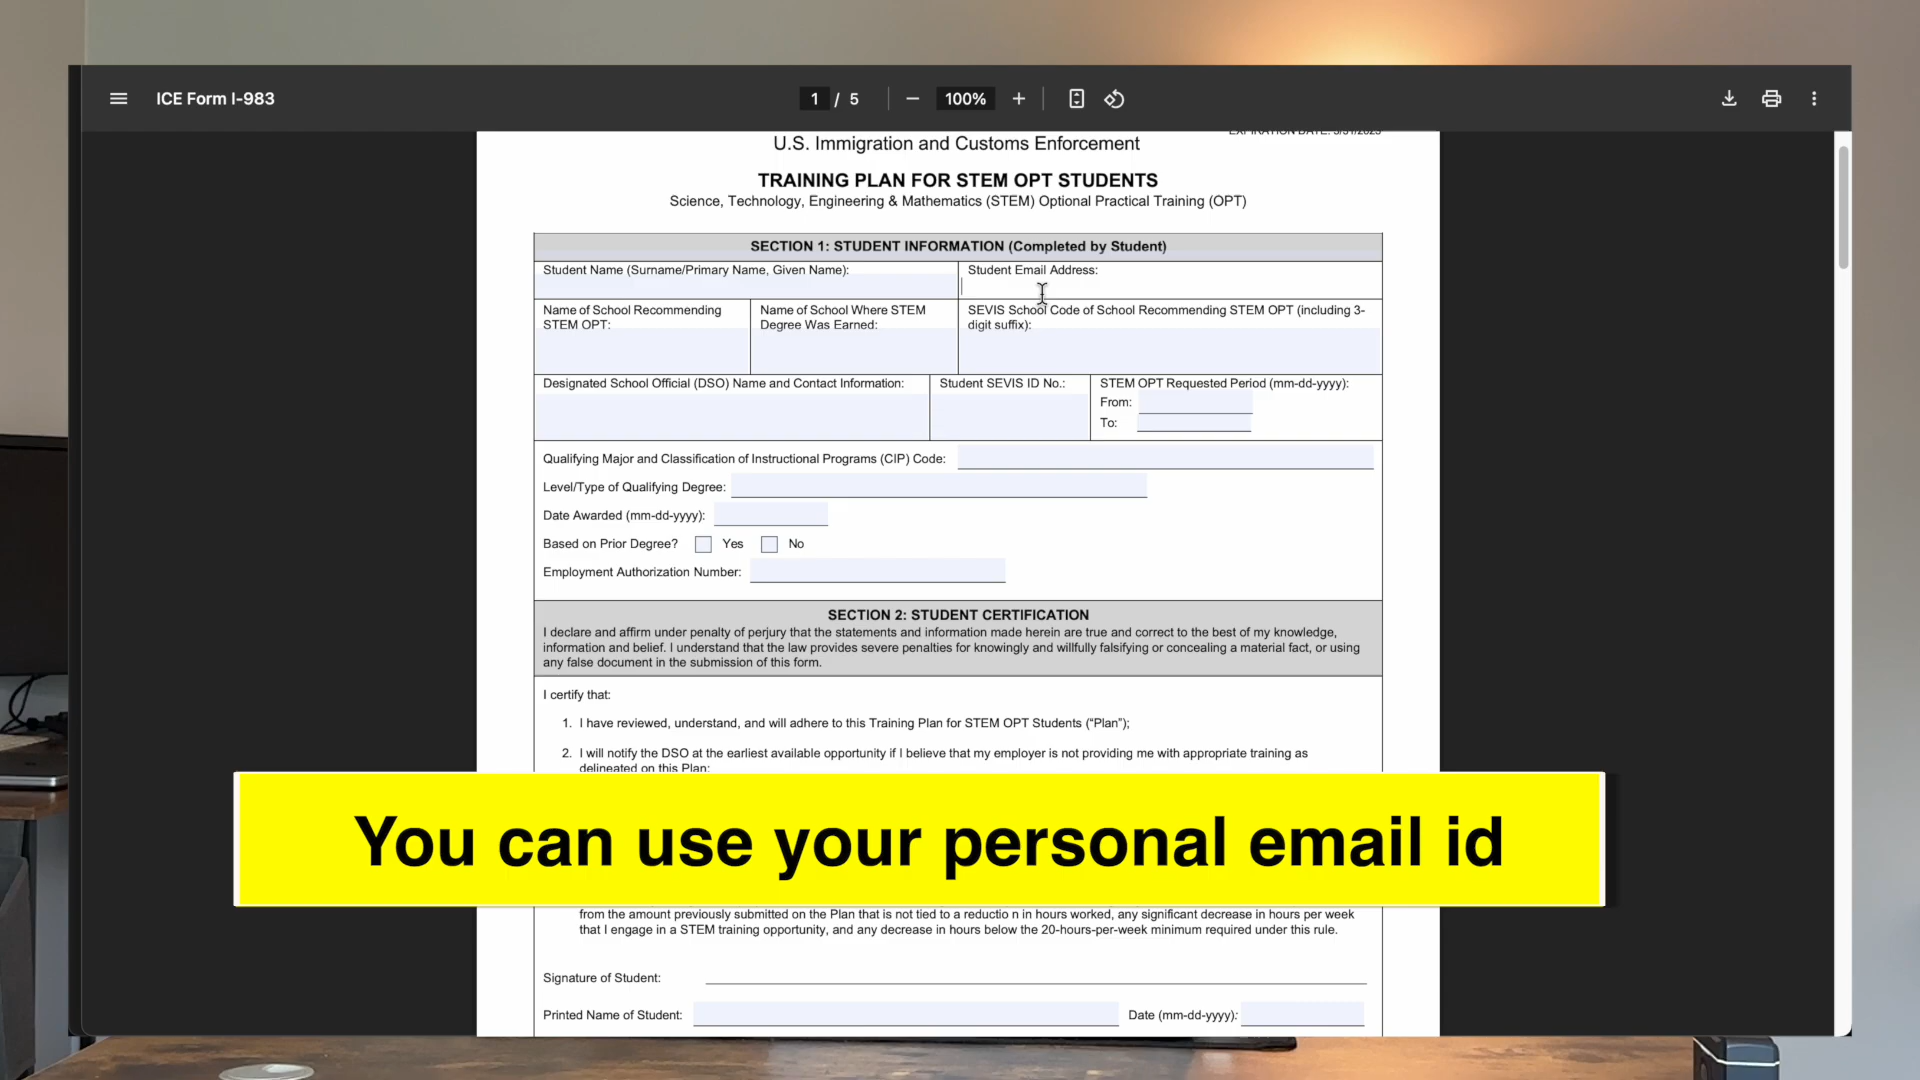 ICE Form I-983
1 / 5
100%
U.S. Immigration and Customs Enforcement
TRAINING PLAN FOR STEM OPT STUDENTS
Science, Technology, Engineering & Mathematics (STEM) Optional Practical Training (OPT)
SECTION 1: STUDENT INFORMATION (Completed by Student)
Student Name (Surname/Primary Name, Given Name):
Student Email Address:
Name of School Recommending
STEM OPT:
Name of School Where STEM
Degree Was Earned:
SEVIS School Code of School Recommending STEM OPT (including 3-
digit suffix):
Designated School Official (DSO) Name and Contact Information:
Student SEVIS ID No.:
STEM OPT Requested Period (mm-dd-yyyy):
From:
To:
Qualifying Major and Classification of Instructional Programs (CIP) Code:
Level/Type of Qualifying Degree:
Date Awarded (mm-dd-yyyy):
Based on Prior Degree? Yes No
Employment Authorization Number:
SECTION 2: STUDENT CERTIFICATION
I declare and affirm under penalty of perjury that the statements and information made herein are true and correct to the best of my knowledge,
information and belief. I understand that the law provides severe penalties for knowingly and willfully falsifying or concealing a material fact, or using
any false document in the submission of this form.
I certify that:
1. I have reviewed, understand, and will adhere to this Training Plan for STEM OPT Students (“Plan”);
2. I will notify the DSO at the earliest available opportunity if I believe that my employer is not providing me with appropriate training as
delineated on this Plan;
You can use your personal email id
from the amount previously submitted on the Plan that is not tied to a reductio n in hours worked, any significant decrease in hours per week
that I engage in a STEM training opportunity, and any decrease in hours below the 20-hours-per-week minimum required under this rule.
Signature of Student:
Printed Name of Student:
Date (mm-dd-yyyy):